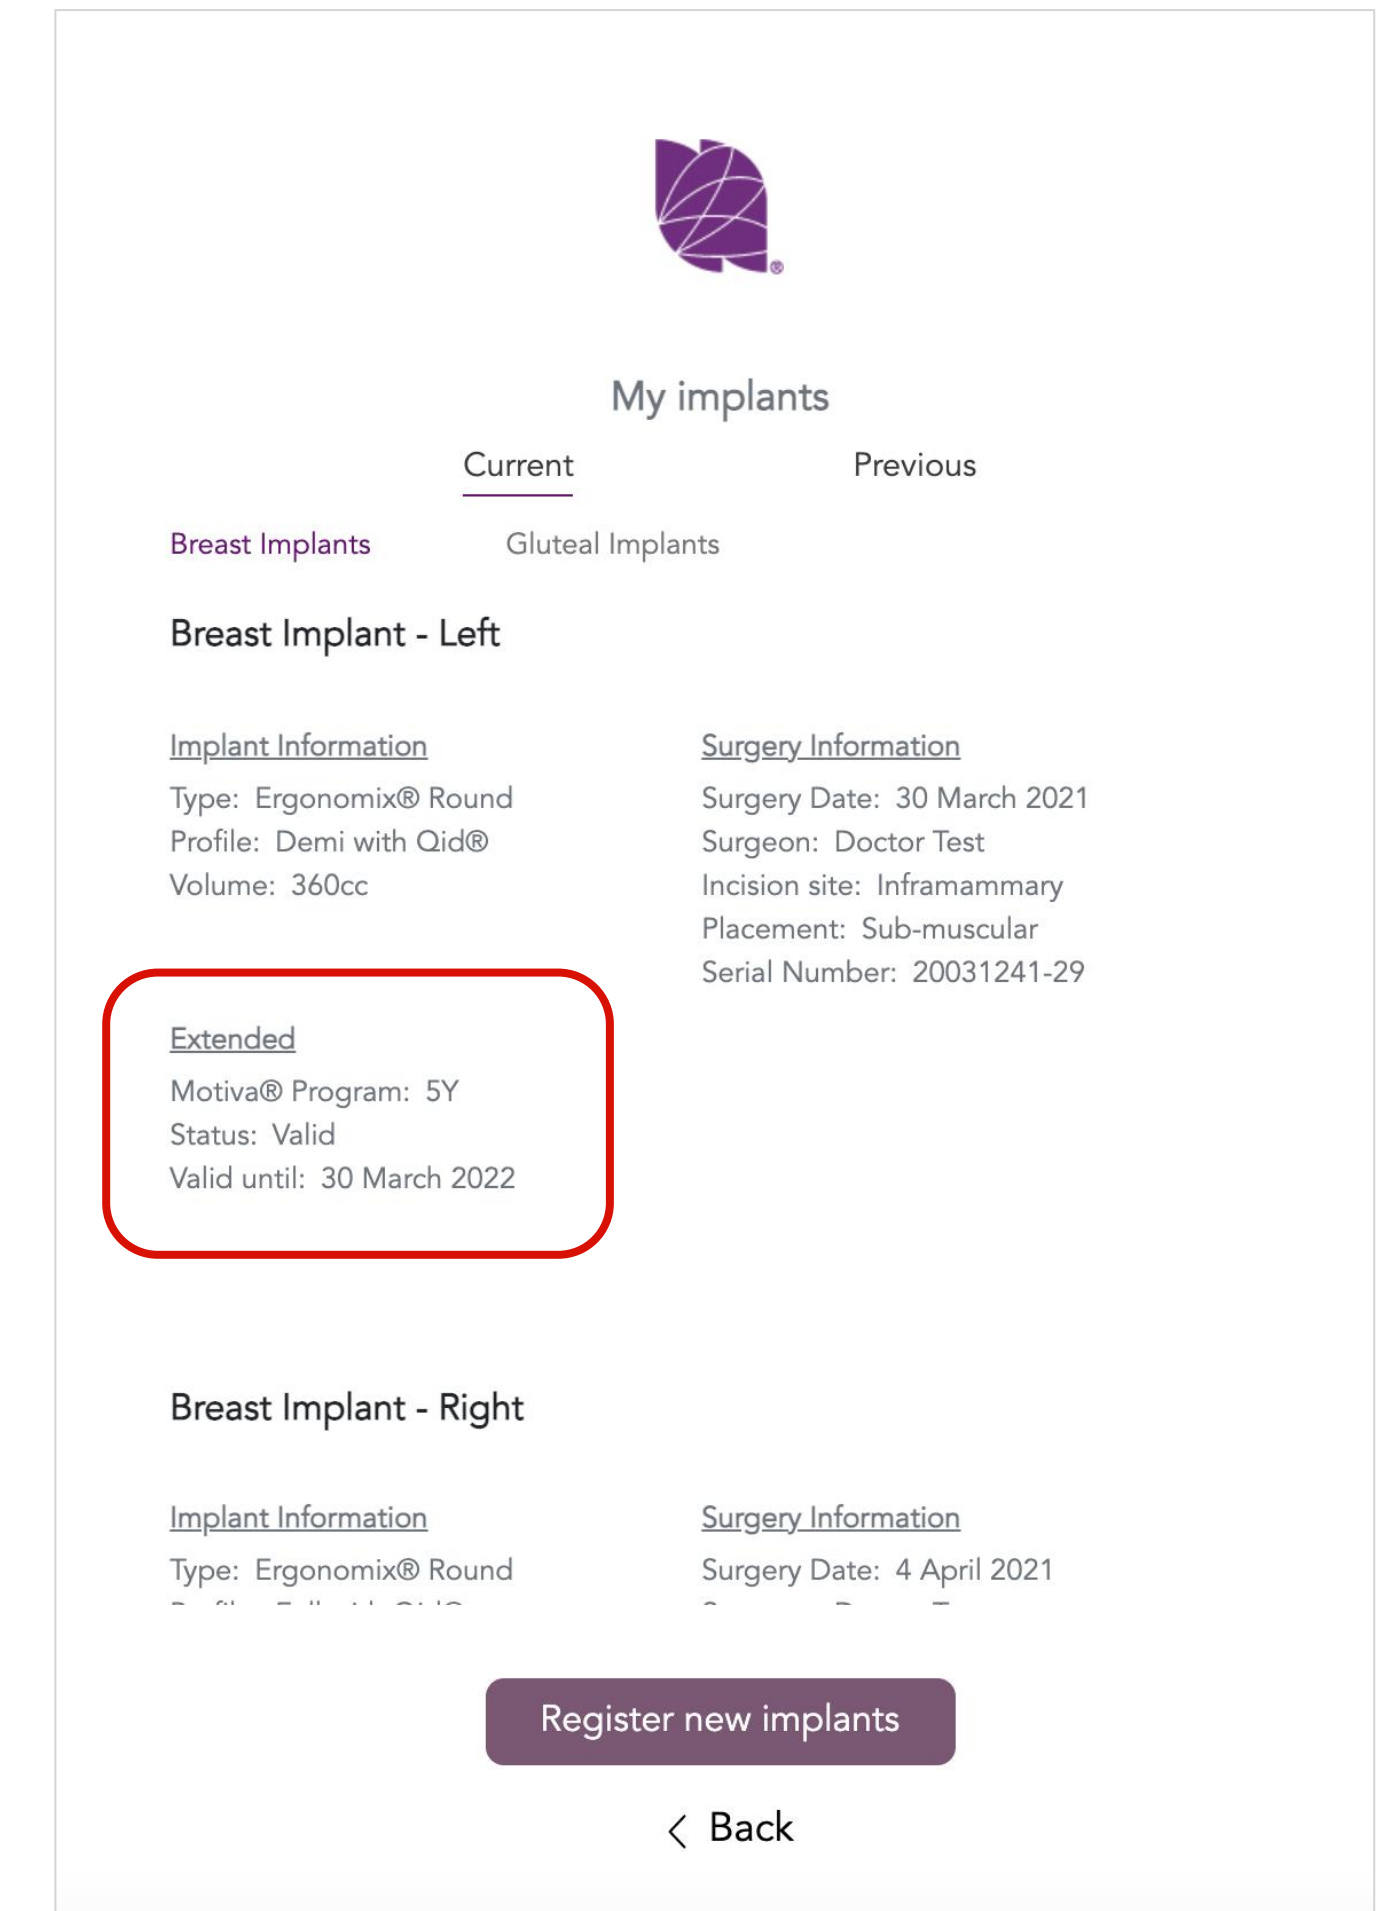 ®
My implants
Current Previous
Breast Implants Gluteal Implants
Breast Implant - Left
Implant Information
Type: Ergonomix® Round
Profile: Demi with Qid®
Volume: 360cc
Surgery Information
Surgery Date: 30 March 2021
Surgeon: Doctor Test
Incision site: Inframammary
Placement: Sub-muscular
Serial Number: 20031241-29
Extended
Motiva® Program: 5Y
Status: Valid
Valid until: 30 March 2022
Breast Implant - Right
Implant Information
Type: Ergonomix® Round
Surgery Information
Surgery Date: 4 April 2021
Register new implants
< Back